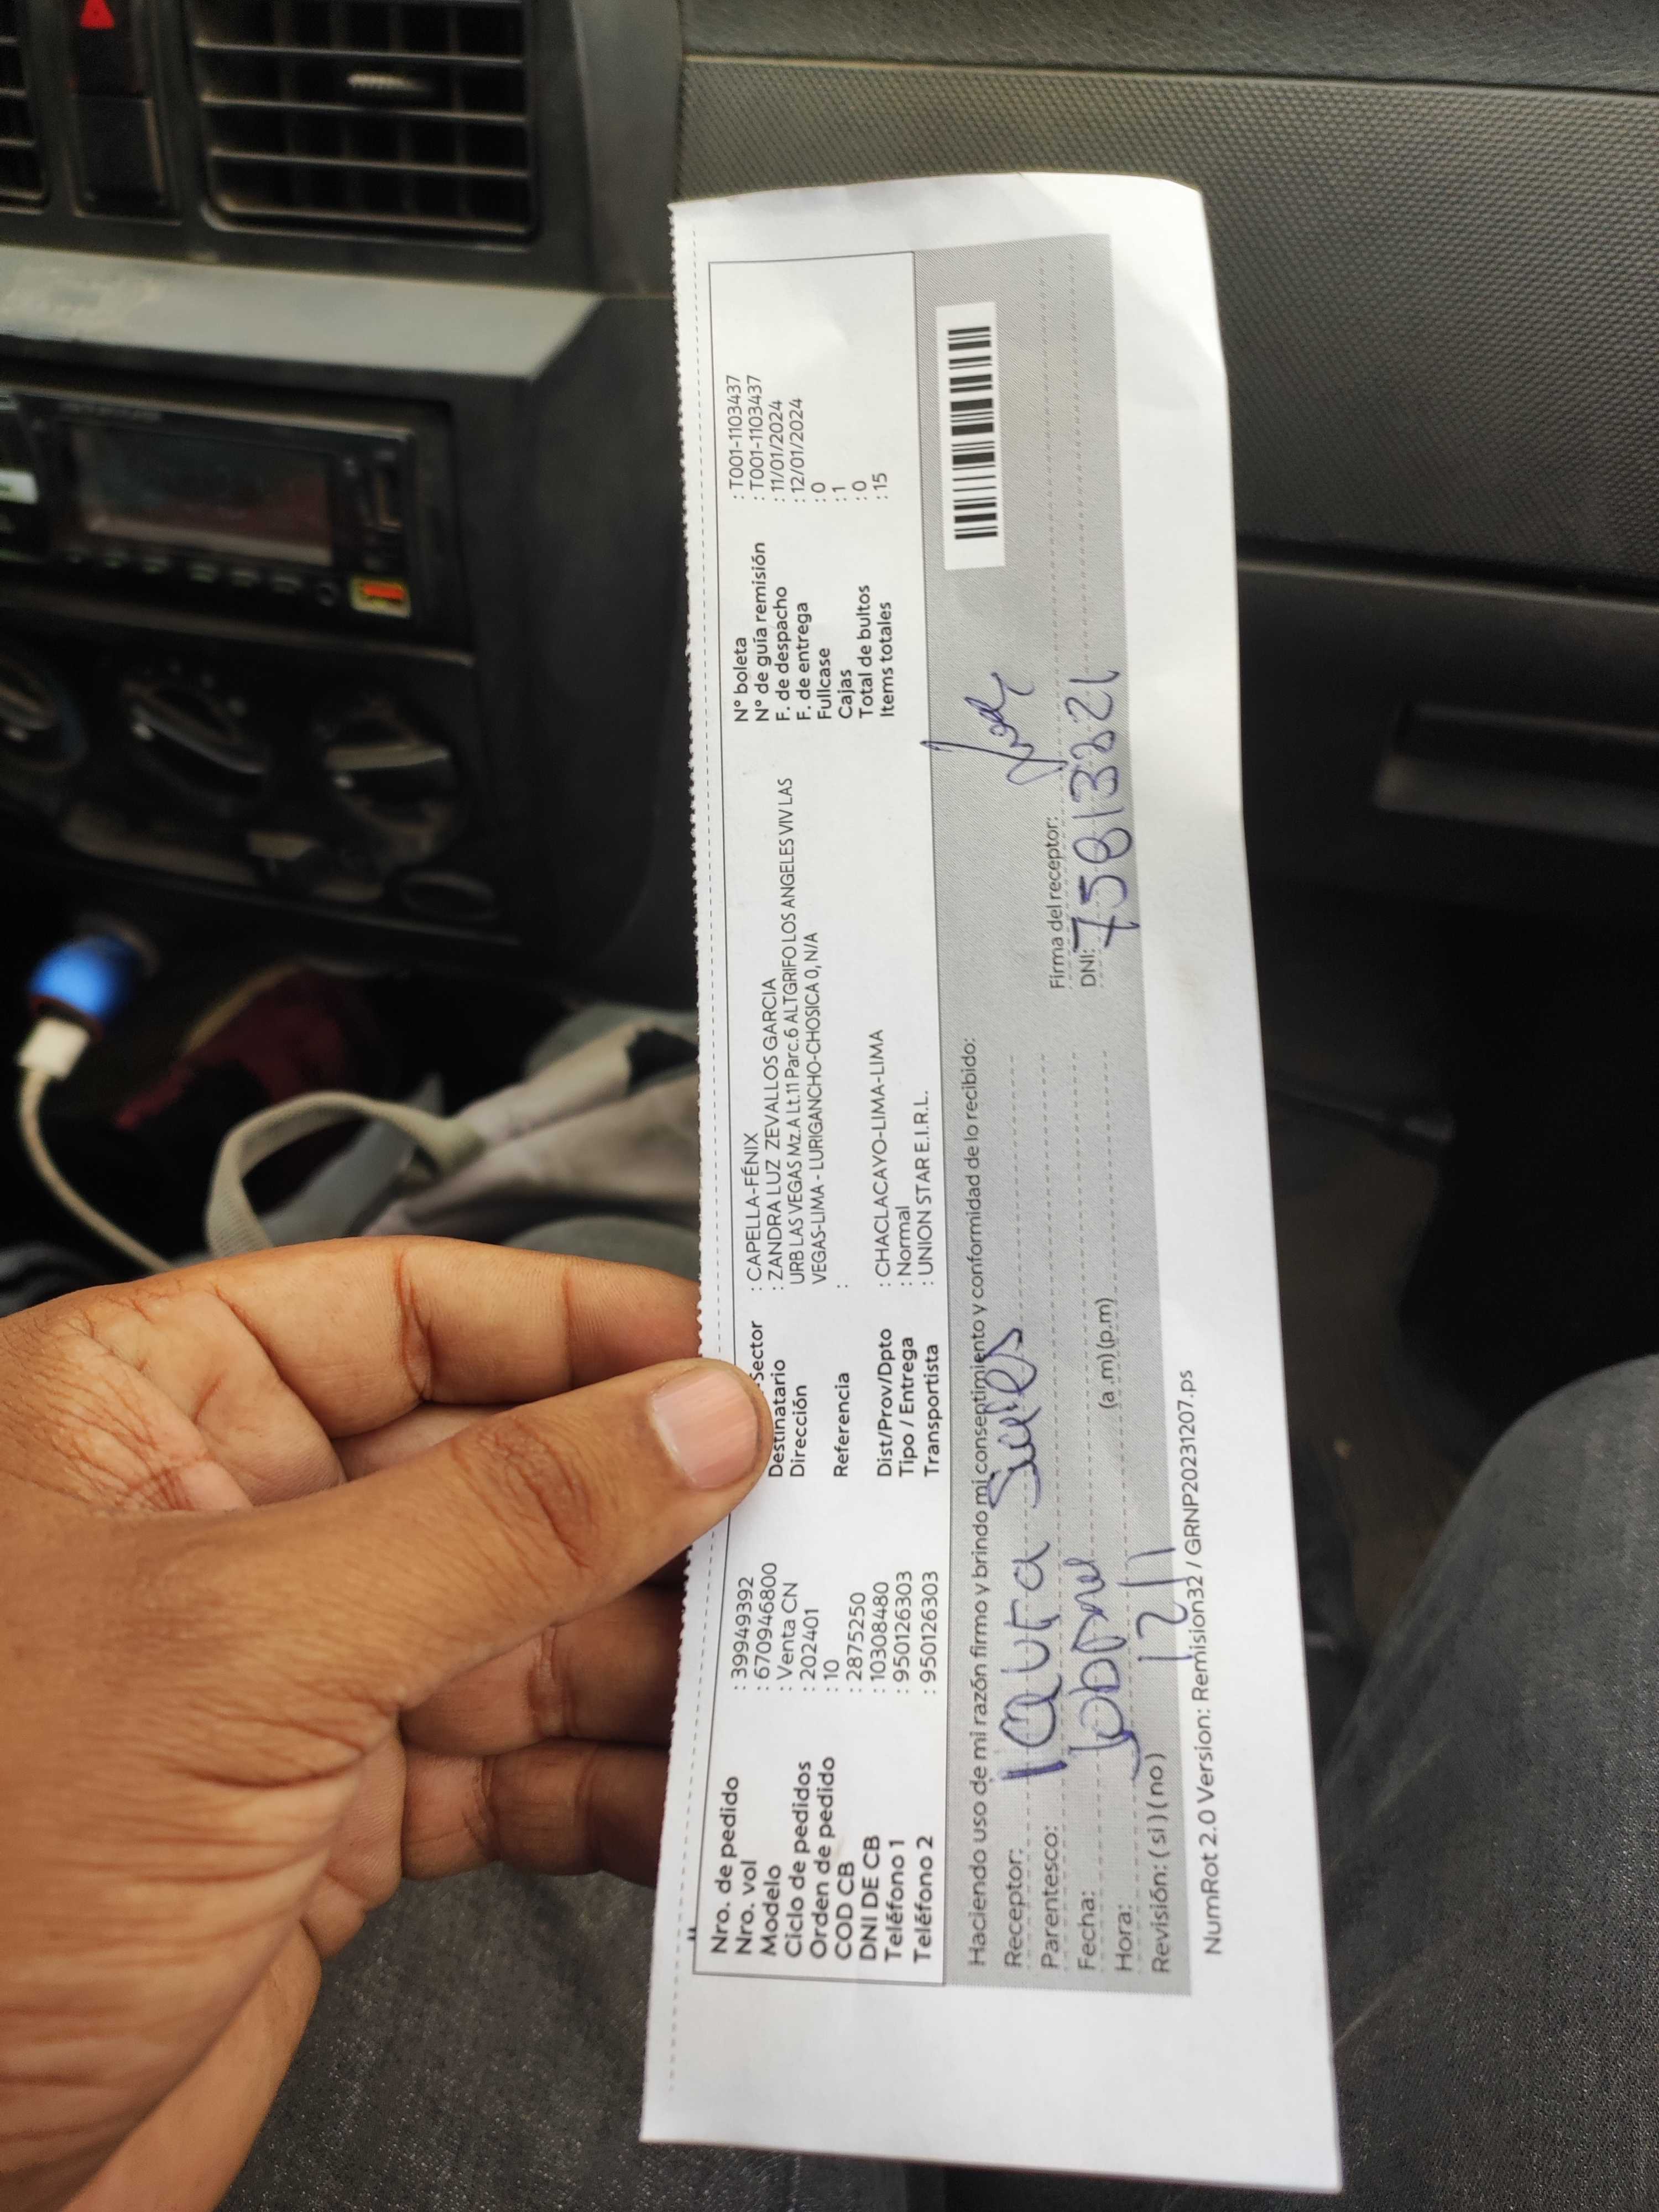 Nro. de pedido : 39949392
Nro. vol : 670946800
Modelo : Venta CN
Ciclo de pedidos : 202401
Orden de pedido : 10
COD CB : 2875250
DNI DE CB : 10308480
Teléfono 1 : 950126303
Teléfono 2 : 950126303
Sector : CAPELLA-FÉNIX
Destinatario : ZANDRA LUZ ZEVALLOS GARCIA
Dirección URB LAS VEGAS Mz.A Lt.11 Parc.6 ALTGRIFO LOS ANGELES VIV LAS
VEGAS-LIMA - LURIGANCHO-CHOSICA 0, N/A
Referencia :
Dist/Prov/Dpto : CHACLACAYO-LIMA-LIMA
Tipo / Entrega : Normal
Transportista : UNION STAR E.I.R.L.
N° boleta : T001-1103437
N° de guía remisión : T001-1103437
F. de despacho : 11/01/2024
F. de entrega : 12/01/2024
Fullcase : 0
Cajas : 1
Total de bultos : 0
Items totales : 15
Haciendo uso de mi razón firmo y brindo mi consentimiento y conformidad de lo recibido:
Receptor: laura
Parentesco:
Fecha:
Hora: 1211 (a .m) (p.m)
Revisión: ( si ) ( no )
Firma del receptor:
DNI: 75813321
NumRot 2.0 Version: Remision32 / GRNP20231207.ps